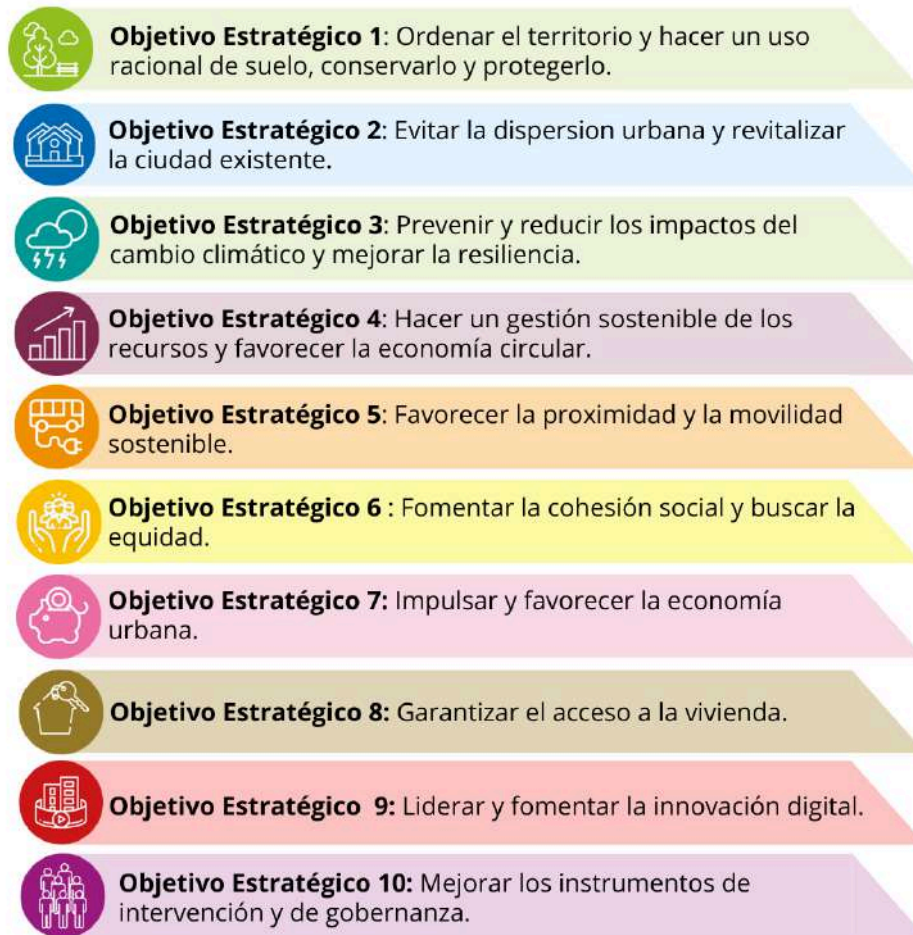 Objetivo Estratégico 1: Ordenar el territorio y hacer un uso
racional de suelo, conservarlo y protegerlo.
Objetivo Estratégico 2: Evitar la dispersion urbana y revitalizar
la ciudad existente.
Objetivo Estratégico 3: Prevenir y reducir los impactos del
cambio climático y mejorar la resiliencia.
Objetivo Estratégico 4: Hacer un gestión sostenible de los
recursos y favorecer la economía circular.
Objetivo Estratégico 5: Favorecer la proximidad y la movilidad
sostenible.
Objetivo Estratégico 6 : Fomentar la cohesión social y buscar la
equidad.
Objetivo Estratégico 7: Impulsar y favorecer la economía
urbana.
Objetivo Estratégico 8: Garantizar el acceso a la vivienda.
Objetivo Estratégico 9: Liderar y fomentar la innovación digital.
Objetivo Estratégico 10: Mejorar los instrumentos de
intervención y de gobernanza.